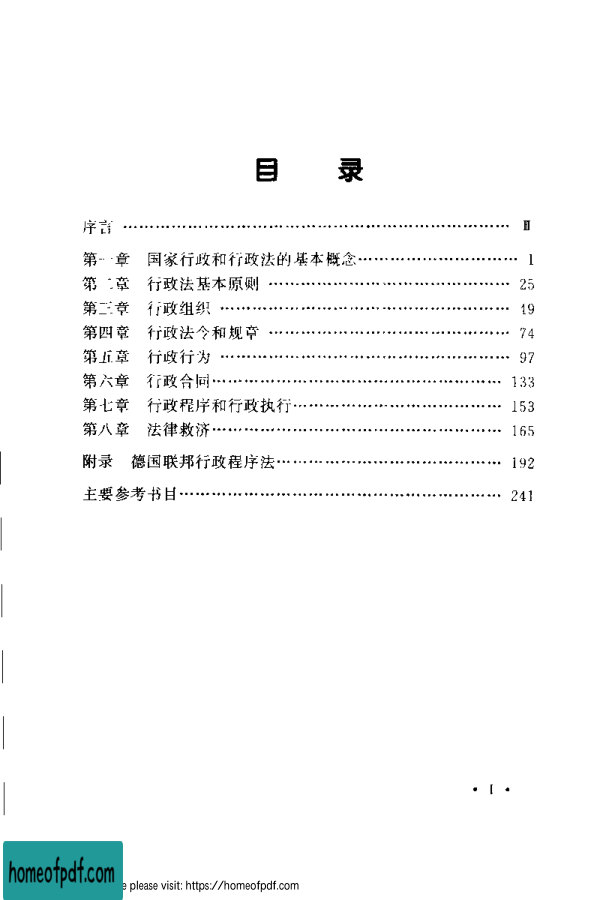 目 录
序言 …………………………………………………… Ⅱ
第一章 国家行政和行政法的基本概念…………………… 1
第二章 行政法基本原则 ………………………………… 25
第三章 行政组织 ………………………………………… 49
第四章 行政法令和规章 ………………………………… 74
第五章 行政行为 ………………………………………… 97
第六章 行政合同………………………………………… 133
第七章 行政程序和行政执行…………………………… 153
第八章 法律救济………………………………………… 165
附录 德国联邦行政程序法……………………………… 192
主要参考书目…………………………………………… 241
· I ·
homeofpdf.com
e please visit: https://homeofpdf.com